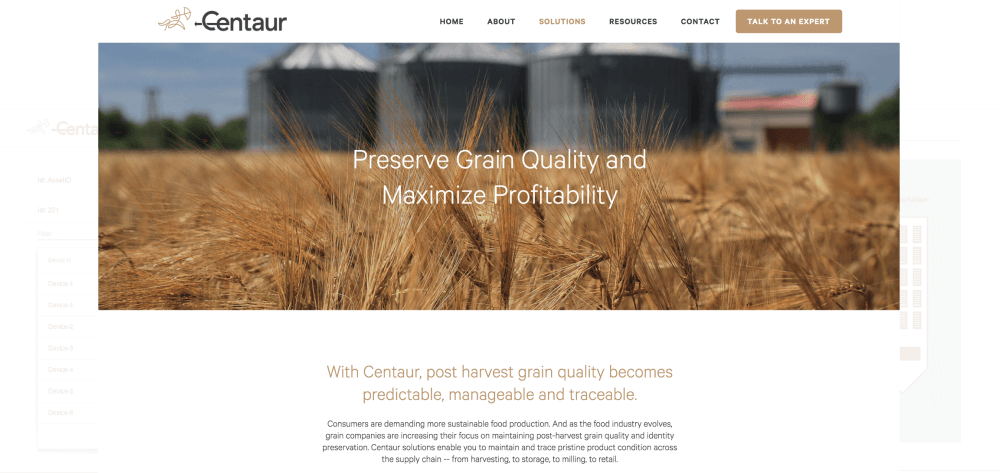 Centaur
HOME
ABOUT
SOLUTIONS
RESOURCES
CONTACT
TALK TO AN EXPERT
Preserve Grain Quality and
Maximize Profitability
With Centaur, post harvest grain quality becomes
predictable, manageable and traceable.
Consumers are demanding more sustainable food production. And as the food industry evolves,
grain companies are increasing their focus on maintaining post-harvest grain quality and identity
preservation. Centaur solutions enable you to maintain and trace pristine product condition across
the supply chain -- from harvesting, to storage, to milling, to retail.